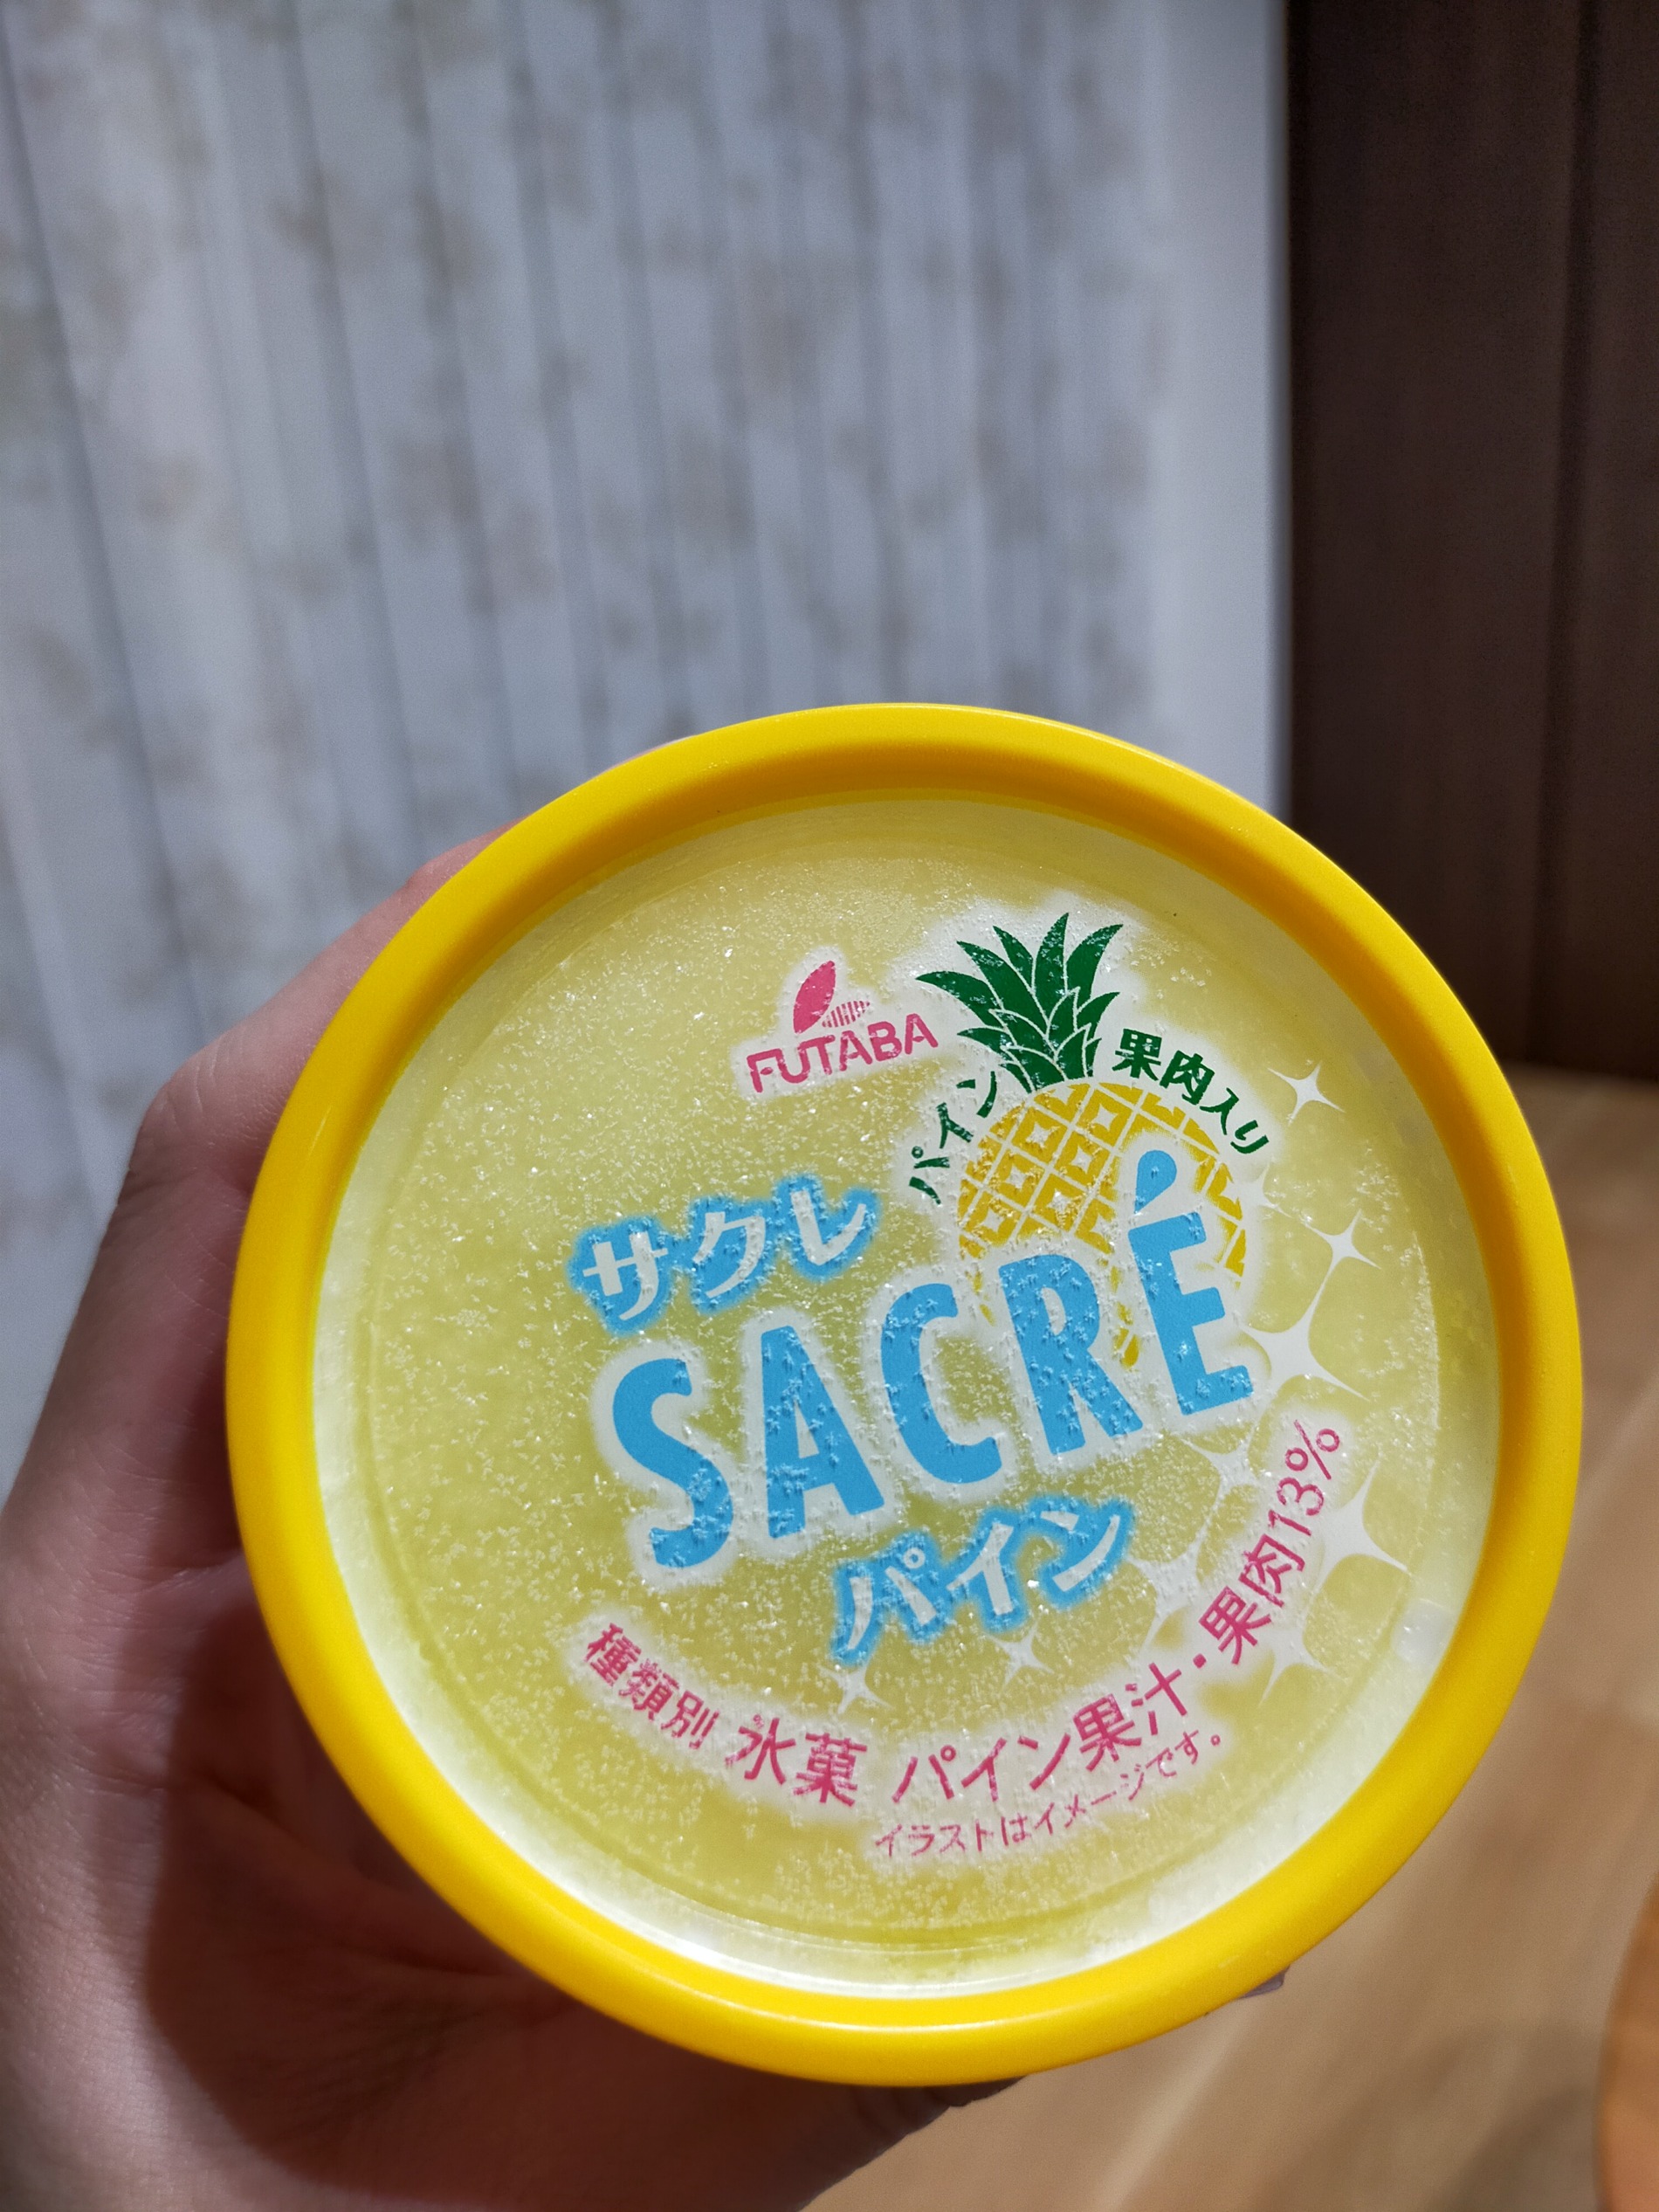 FUTABA
パイン果肉入り
サクレ
SACRÉ
パイン
種類別 氷菓 パイン果汁・果肉13%
イラストはイメージです。